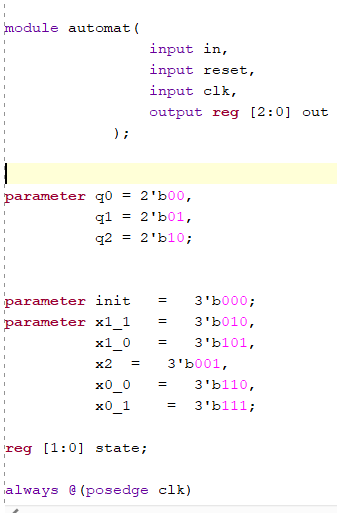 module automat(
input in,
input reset,
input clk,
output reg [2:0] out
);
parameter q0 = 2'b00,
q1 = 2'b01,
q2 = 2'b10;
parameter init = 3'b000;
parameter x1_1 = 3'b010,
x1_0 = 3'b101,
x2 = 3'b001,
x0_0 = 3'b110,
x0_1 = 3'b111;
reg [1:0] state;
always @(posedge clk)